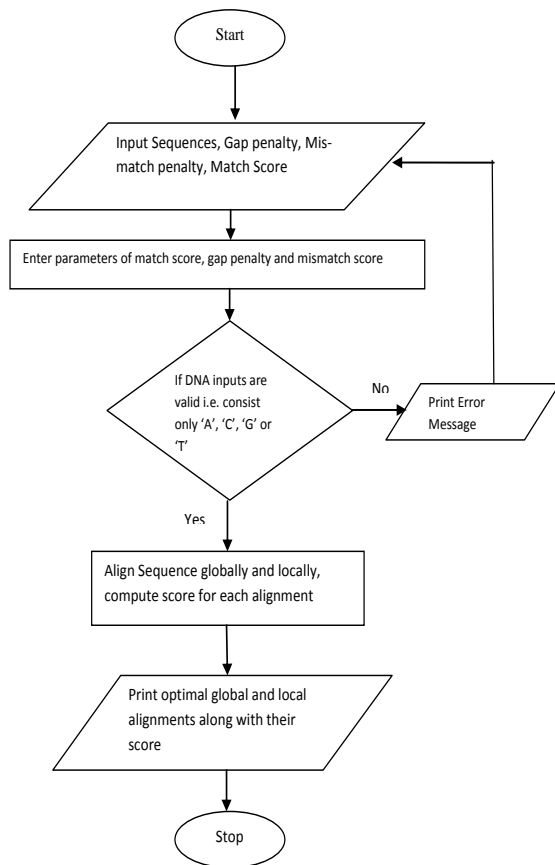 Start
Input Sequences, Gap penalty, Mis-
match penalty, Match Score
Enter parameters of match score, gap penalty and mismatch score
If DNA inputs are
valid i.e. consist
only ‘A’, ‘C’, ‘G’ or
‘T’
No
Print Error
Message
Yes
Align Sequence globally and locally,
compute score for each alignment
Print optimal global and local
alignments along with their
score
Stop